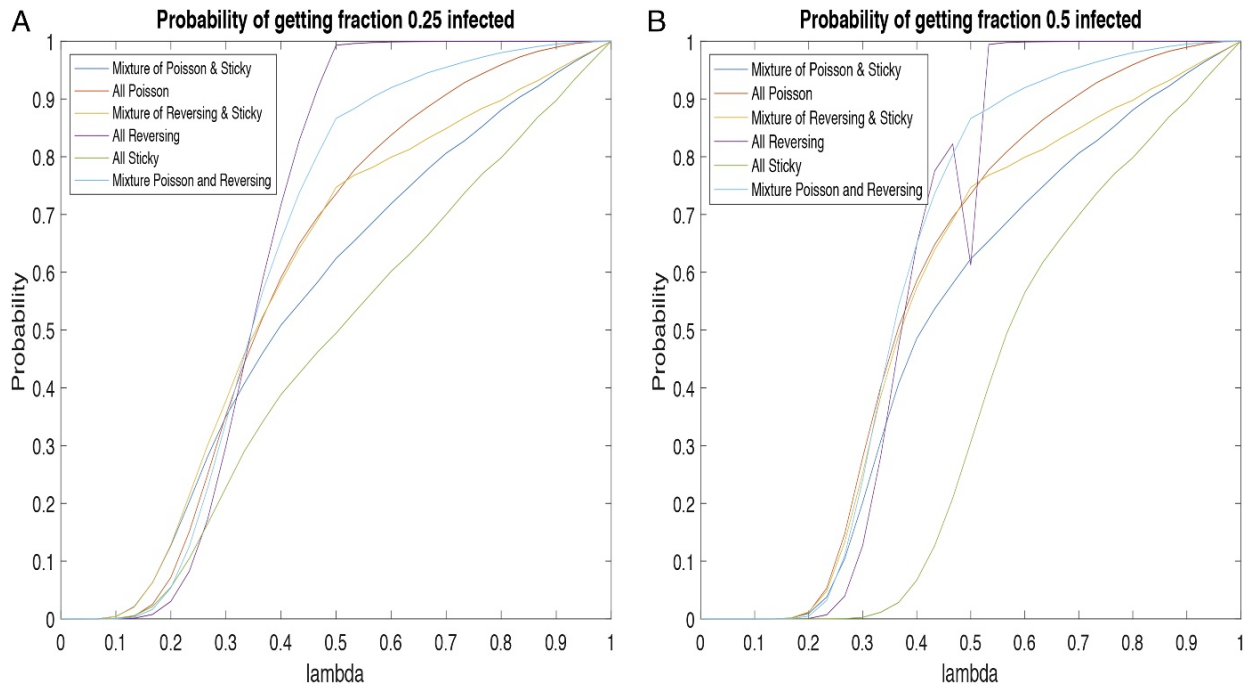 A
Probability of getting fraction 0.25 infected
1
0.9
0.8
0.7
0.6
0.5
0.4
0.3
0.2
0.1
0
Probability
Mixture of Poisson & Sticky
All Poisson
Mixture of Reversing & Sticky
All Reversing
All Sticky
Mixture Poisson and Reversing
0 0.1 0.2 0.3 0.4 0.5 0.6 0.7 0.8 0.9 1
lambda
B
Probability of getting fraction 0.5 infected
1
0.9
0.8
0.7
0.6
0.5
0.4
0.3
0.2
0.1
0
Probability
Mixture of Poisson & Sticky
All Poisson
Mixture of Reversing & Sticky
All Reversing
All Sticky
Mixture Poisson and Reversing
0 0.1 0.2 0.3 0.4 0.5 0.6 0.7 0.8 0.9 1
lambda